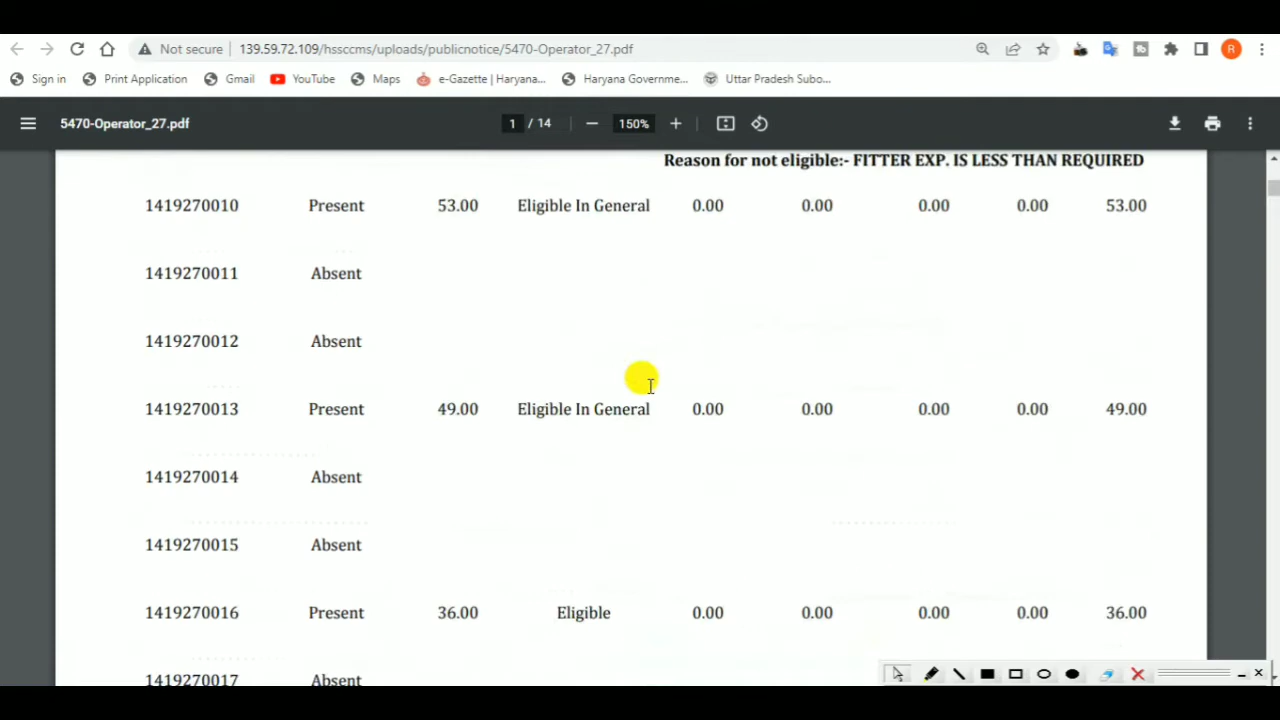 Not secure 139.59.72.109/hssccms/uploads/publicnotice/5470-Operator_27.pdf R
Sign in Print Application Gmail YouTube Maps e-Gazette | Haryana... Haryana Governme... Uttar Pradesh Subo...
5470-Operator_27.pdf 1 / 14 150%
Reason for not eligible:- FITTER EXP. IS LESS THAN REQUIRED
1419270010 Present 53.00 Eligible In General 0.00 0.00 0.00 0.00 53.00
1419270011 Absent
1419270012 Absent
1419270013 Present 49.00 Eligible In General 0.00 0.00 0.00 0.00 49.00
1419270014 Absent
1419270015 Absent
1419270016 Present 36.00 Eligible 0.00 0.00 0.00 0.00 36.00
1419270017 Absent